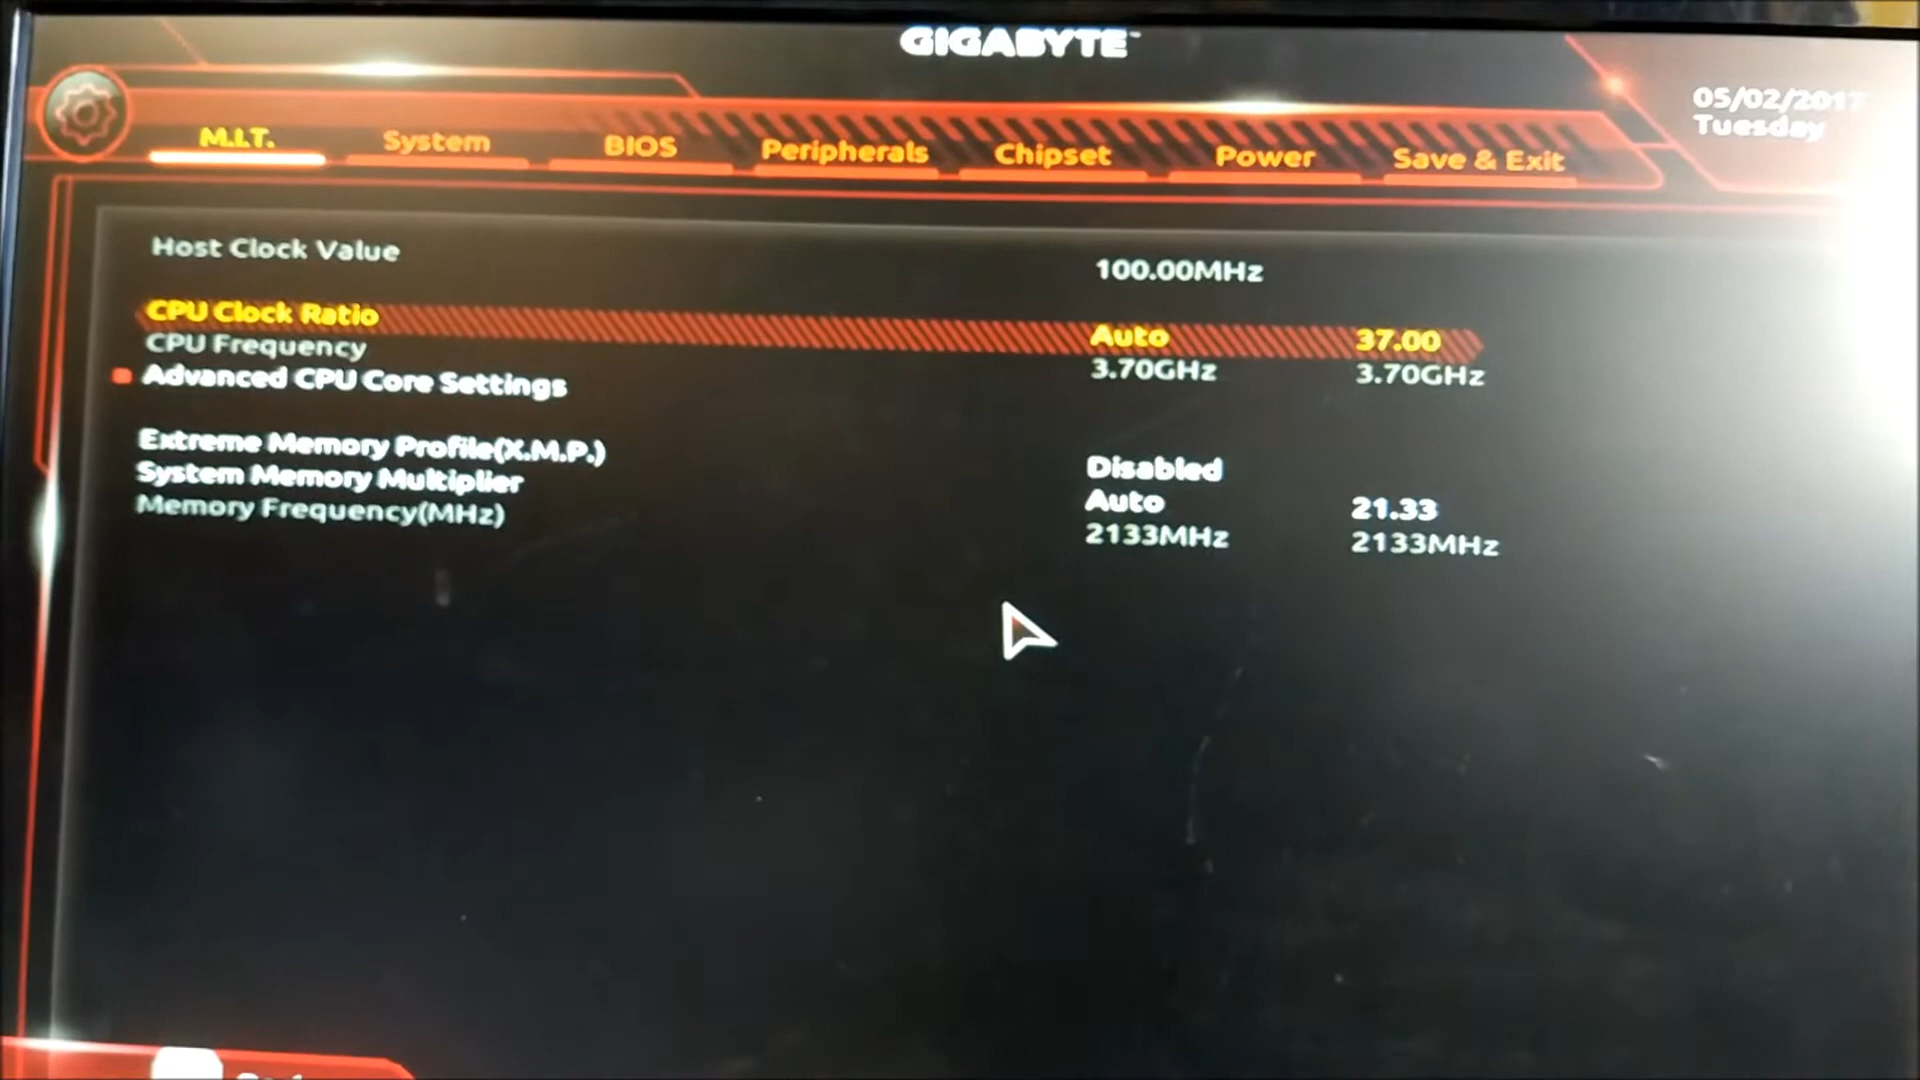 GIGABYTE™
05/02/2017
Tuesday
M.I.T. System BIOS Peripherals Chipset Power Save & Exit
Host Clock Value 100.00MHz
CPU Clock Ratio Auto 37.00
CPU Frequency 3.70GHz 3.70GHz
Advanced CPU Core Settings
Extreme Memory Profile(X.M.P.) Disabled
System Memory Multiplier Auto 21.33
Memory Frequency(MHz) 2133MHz 2133MHz